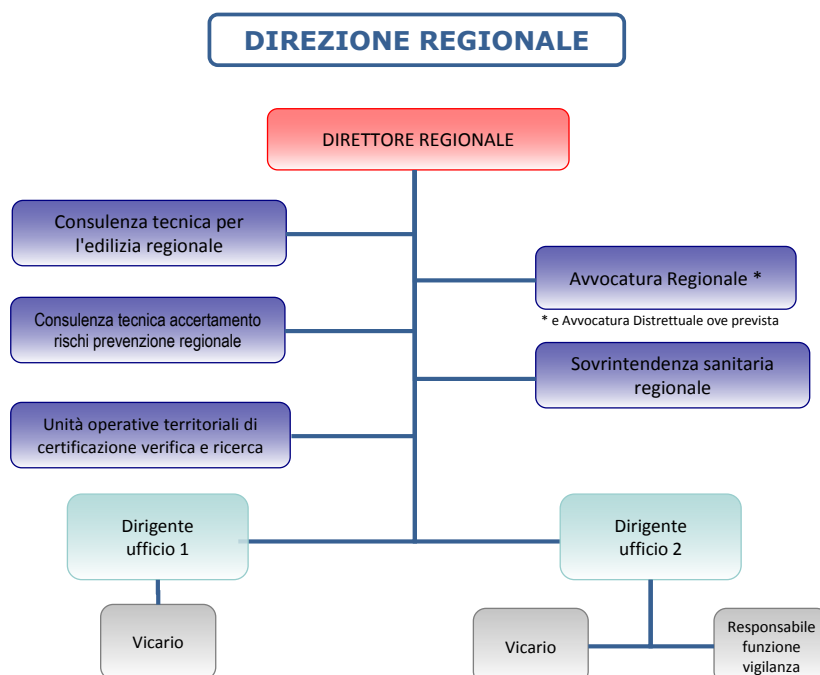 DIREZIONE REGIONALE
DIRETTORE REGIONALE
Consulenza tecnica per
l'edilizia regionale
Avvocatura Regionale *
* e Avvocatura Distrettuale ove prevista
Consulenza tecnica accertamento
rischi prevenzione regionale
Sovrintendenza sanitaria
regionale
Unità operative territoriali di
certificazione verifica e ricerca
Dirigente
ufficio 1
Dirigente
ufficio 2
Vicario
Vicario
Responsabile
funzione
vigilanza